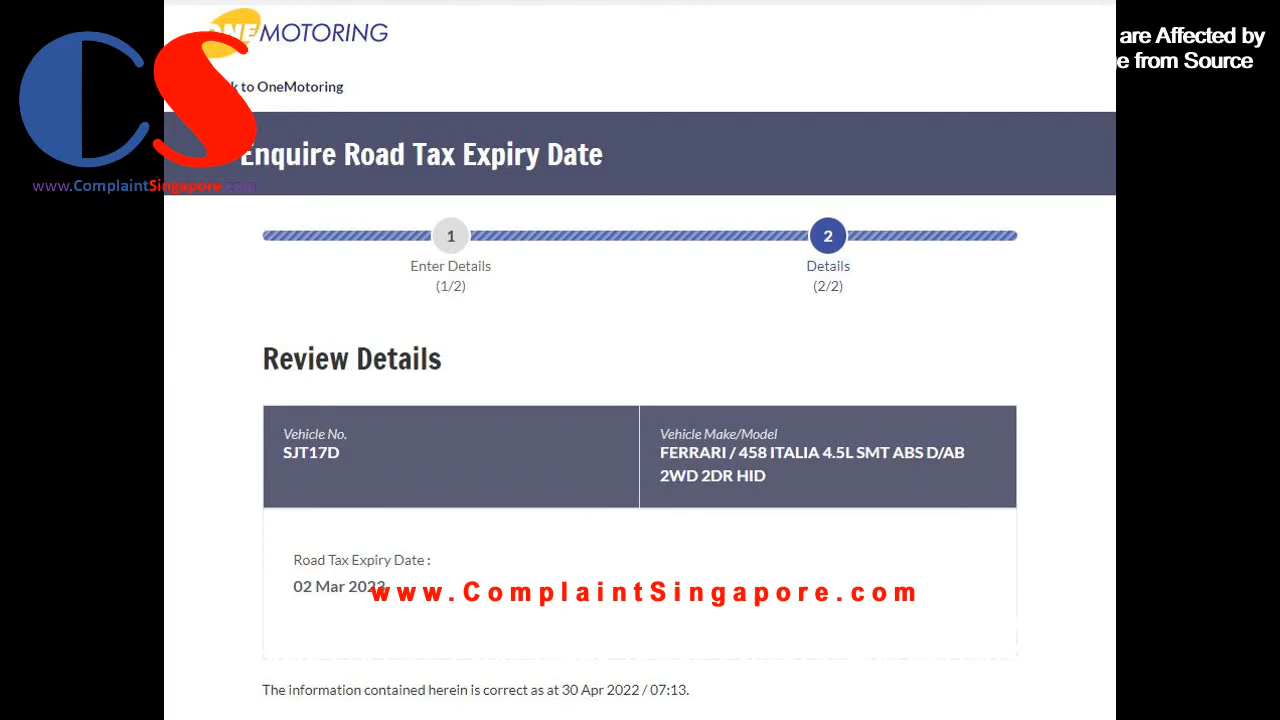 ONEMOTORING
are Affected by
from Source
to OneMotoring
CS
www.ComplaintSingapore.com
Enquire Road Tax Expiry Date
1
2
Enter Details
Details
(1/2)
(2/2)
Review Details
Vehicle No.
Vehicle Make/Model
SJT17D
FERRARI / 458 ITALIA 4.5L SMT ABS D/AB
2WD 2DR HID
Road Tax Expiry Date :
02 Mar 2023
www.ComplaintSingapore.com
The information contained herein is correct as at 30 Apr 2022 / 07:13.